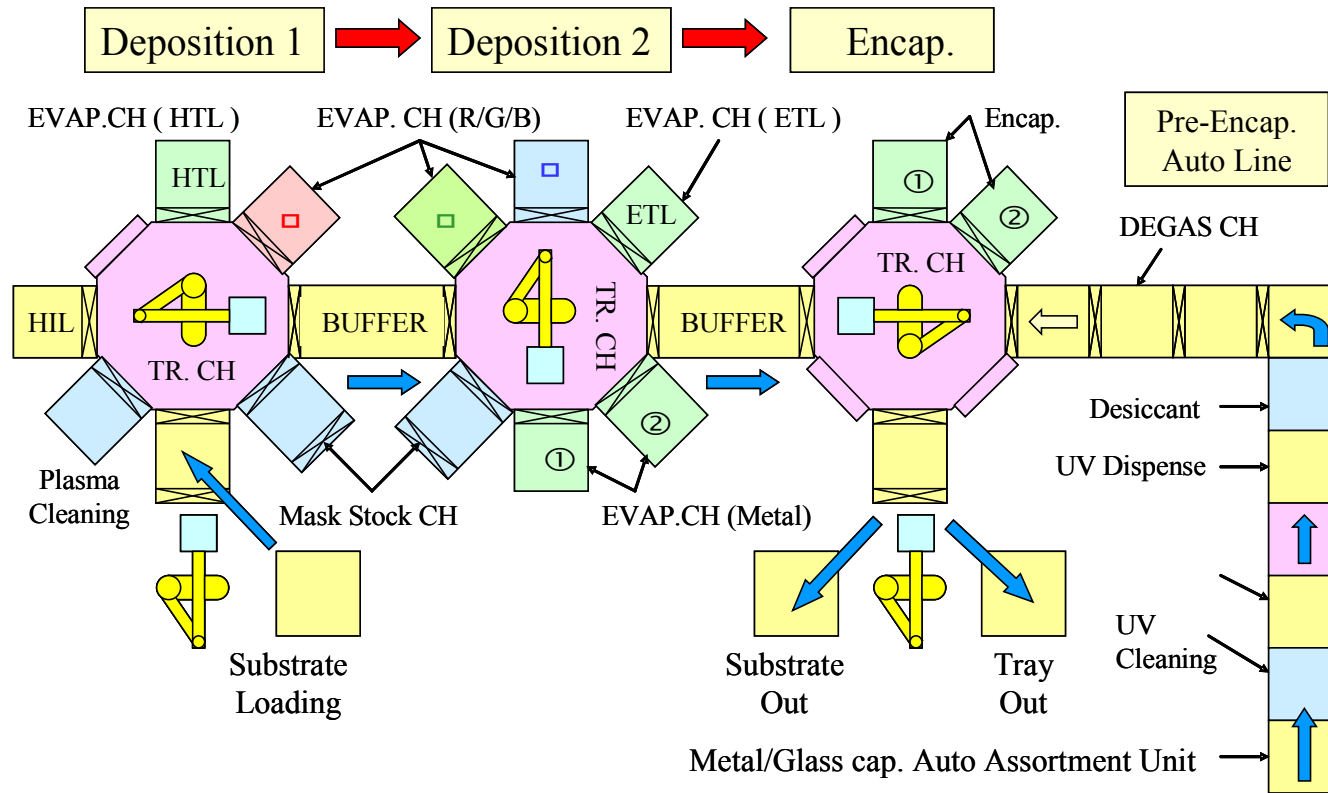 Deposition 1
Deposition 2
Encap.
EVAP.CH ( HTL )
EVAP. CH (R/G/B)
EVAP. CH ( ETL )
Encap.
Pre-Encap.
Auto Line
HTL
ETL
①
②
DEGAS CH
HIL
TR. CH
BUFFER
TR. CH
BUFFER
TR. CH
①
②
Plasma
Cleaning
Mask Stock CH
EVAP.CH (Metal)
Desiccant
UV Dispense
UV
Cleaning
Substrate
Loading
Substrate
Out
Tray
Out
Metal/Glass cap. Auto Assortment Unit